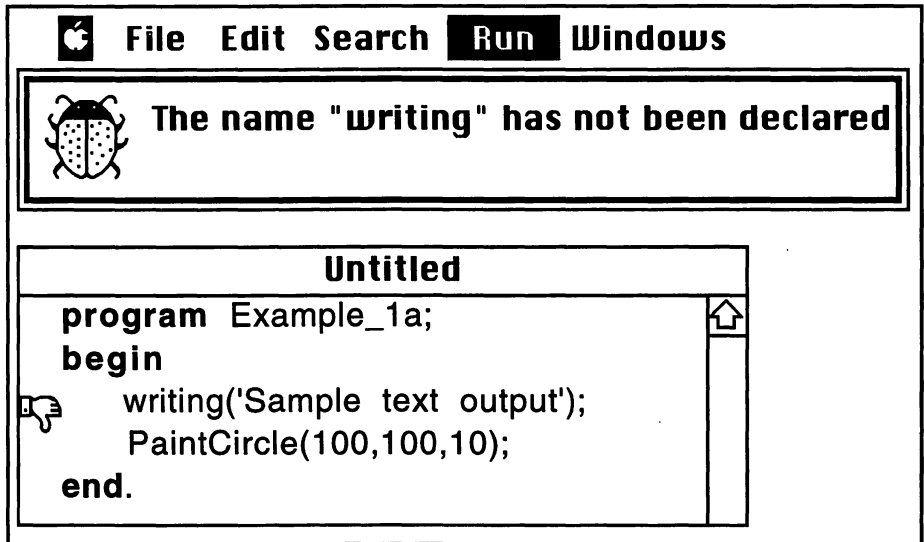 File Edit Search Run Windows
The name "writing" has not been declared
Untitled
program Example_1a;
begin
writing('Sample text output');
PaintCircle(100,100,10);
end.